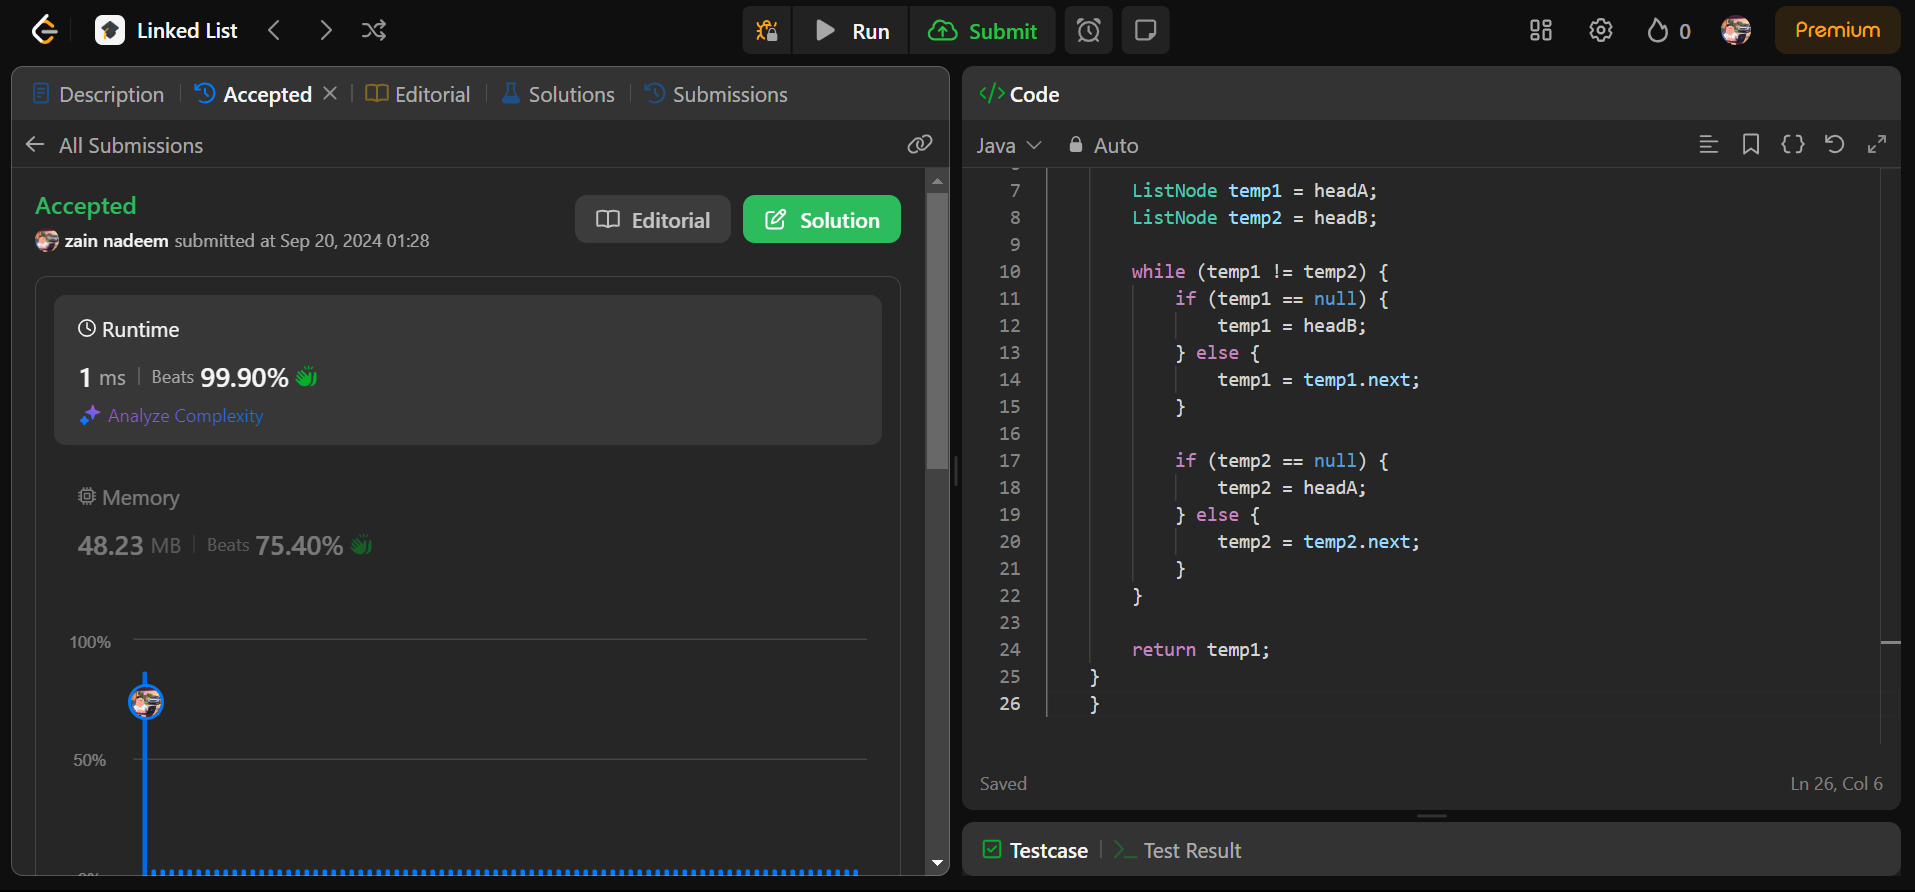 Linked List
Run
Submit
0
Premium
Description
Accepted
Editorial
Solutions
Submissions
All Submissions
Accepted
zain nadeem submitted at Sep 20, 2024 01:28
Editorial
Solution
Runtime
1 ms
Beats 99.90%
Analyze Complexity
Memory
48.23 MB
Beats 75.40%
100%
50%
0%
</> Code
Java
Auto
7 ListNode temp1 = headA;
8 ListNode temp2 = headB;
9
10 while (temp1 != temp2) {
11 if (temp1 == null) {
12 temp1 = headB;
13 } else {
14 temp1 = temp1.next;
15 }
16
17 if (temp2 == null) {
18 temp2 = headA;
19 } else {
20 temp2 = temp2.next;
21 }
22 }
23
24 return temp1;
25 }
26 }
Saved
Ln 26, Col 6
Testcase
Test Result